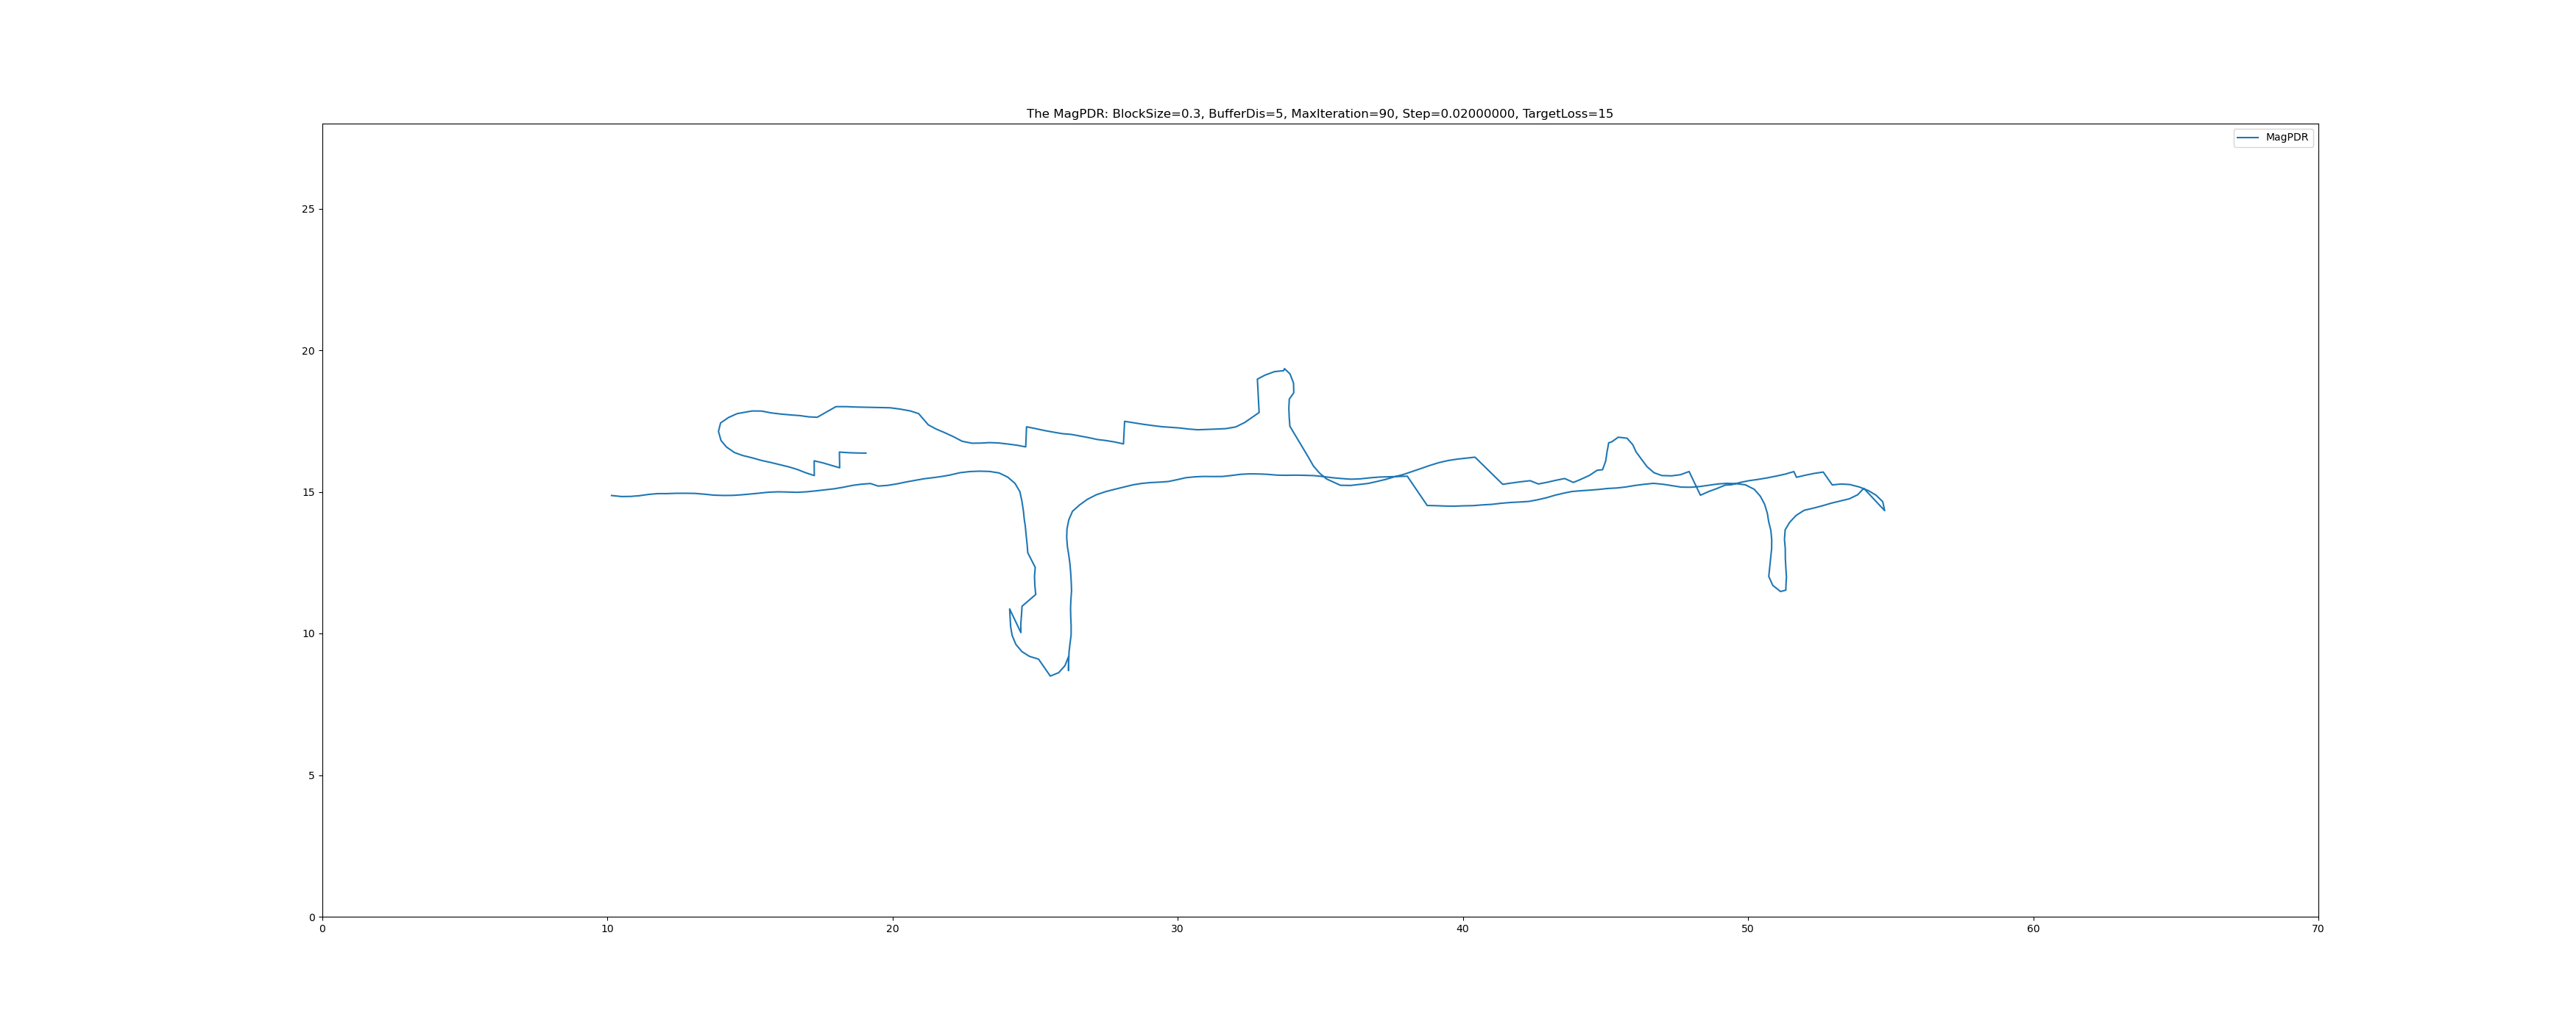 The MagPDR: BlockSize=0.3, BufferDis=5, MaxIteration=90, Step=0.02000000, TargetLoss=15
MagPDR
25
20
15
10
5
0
0 10 20 30 40 50 60 70